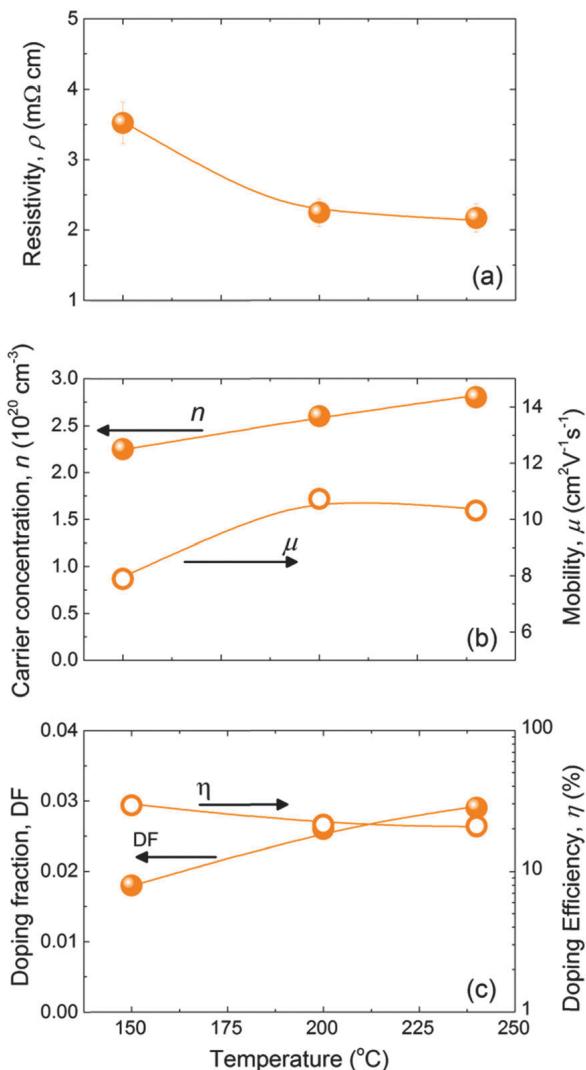 5
4
3
2
1
Resistivity, ρ (mΩ cm)
(a)
3.0
2.5
2.0
1.5
1.0
0.5
0.0
Carrier concentration, n (10²⁰ cm⁻³)
n
μ
14
12
10
8
6
Mobility, μ (cm²V⁻¹s⁻¹)
(b)
0.04
0.03
0.02
0.01
0.00
Doping fraction, DF
η
DF
100
10
1
Doping Efficiency, η (%)
(c)
150 175 200 225 250
Temperature (°C)